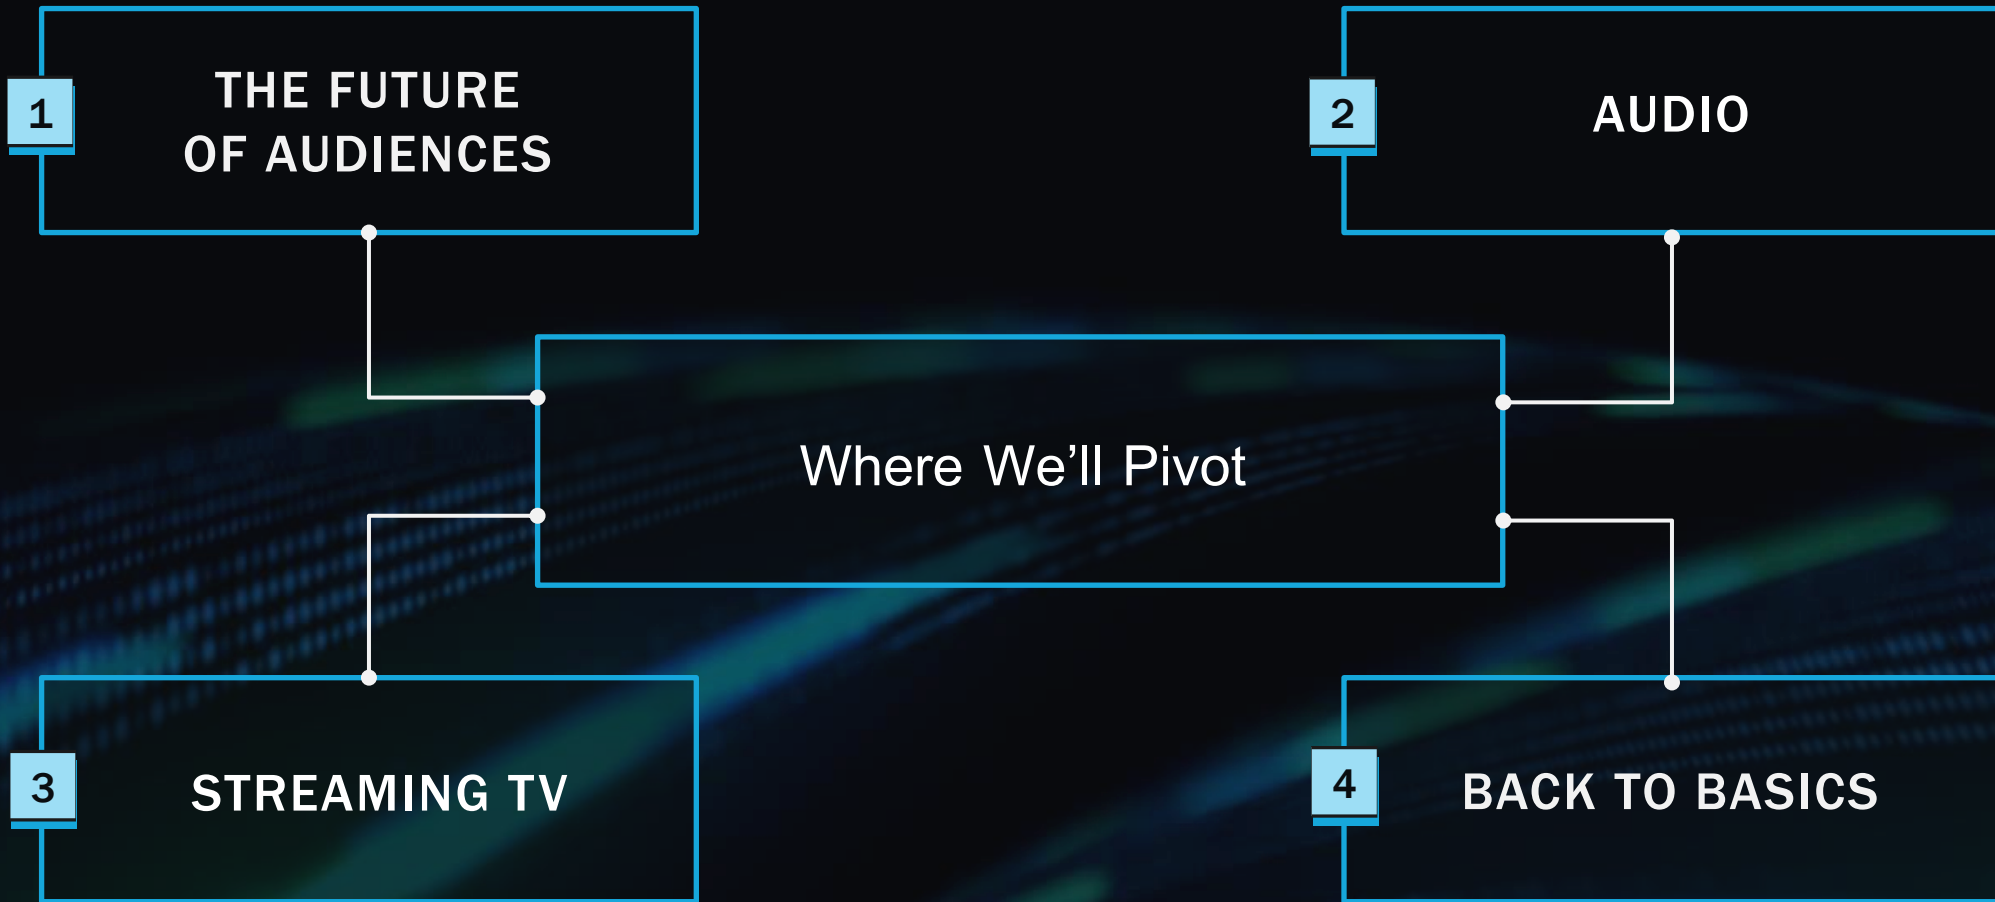 1
THE FUTURE
OF AUDIENCES
2
AUDIO
Where We'll Pivot
3
STREAMING TV
4
BACK TO BASICS